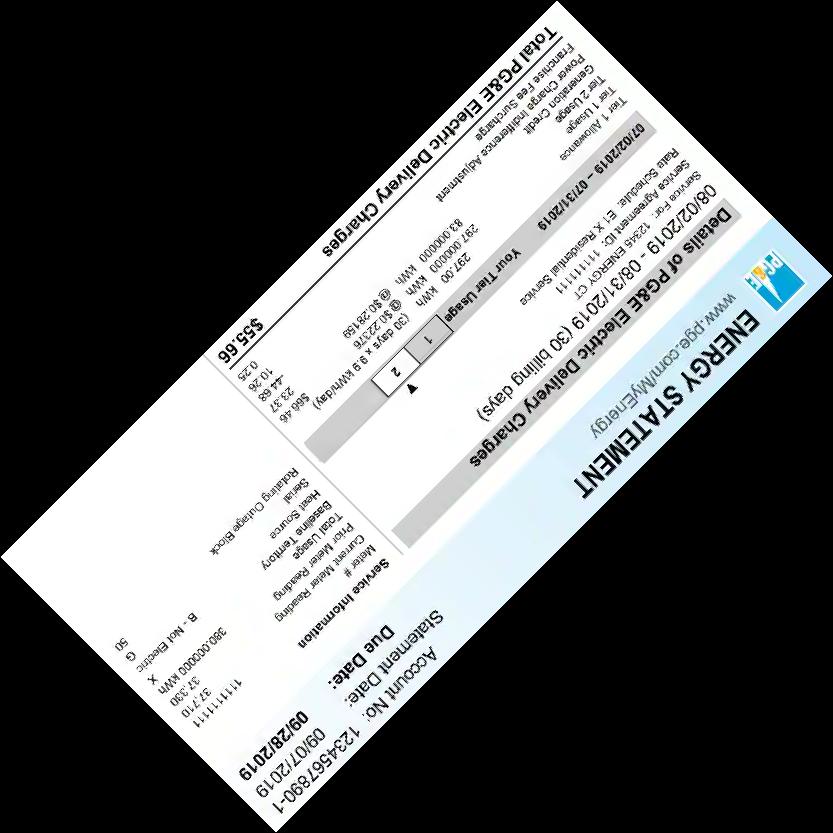 PG&E
ENERGY STATEMENT
www.pge.com/MyEnergy
Account No: 1234567890-1
Statement Date: 09/07/2019
Due Date: 09/28/2019
Details of PG&E Electric Delivery Charges
08/02/2019 - 08/31/2019 (30 billing days)
Service For: 12345 ENERGY CT
Service Agreement ID: 11111111
Rate Schedule: E1 X Residential Service
07/02/2019 – 07/31/2019 Your Tier Usage 1 2
Tier 1 Allowance 297.00 kWh (30 days x 9.9 kWh/day)
Tier 1 Usage 297.000000 kWh @ $0.22376 $66.46
Tier 2 Usage 83.000000 kWh @ $0.28159 23.37
Generation Credit -44.68
Power Charge Indifference Adjustment 10.26
Franchise Fee Surcharge 0.25
Total PG&E Electric Delivery Charges $55.66
Service Information
Meter # 1111111111
Current Meter Reading 37,710
Prior Meter Reading 37,330
Total Usage 380.000000 kWh
Baseline Territory X
Heat Source B - Not Electric
Serial G
Rotating Outage Block 50